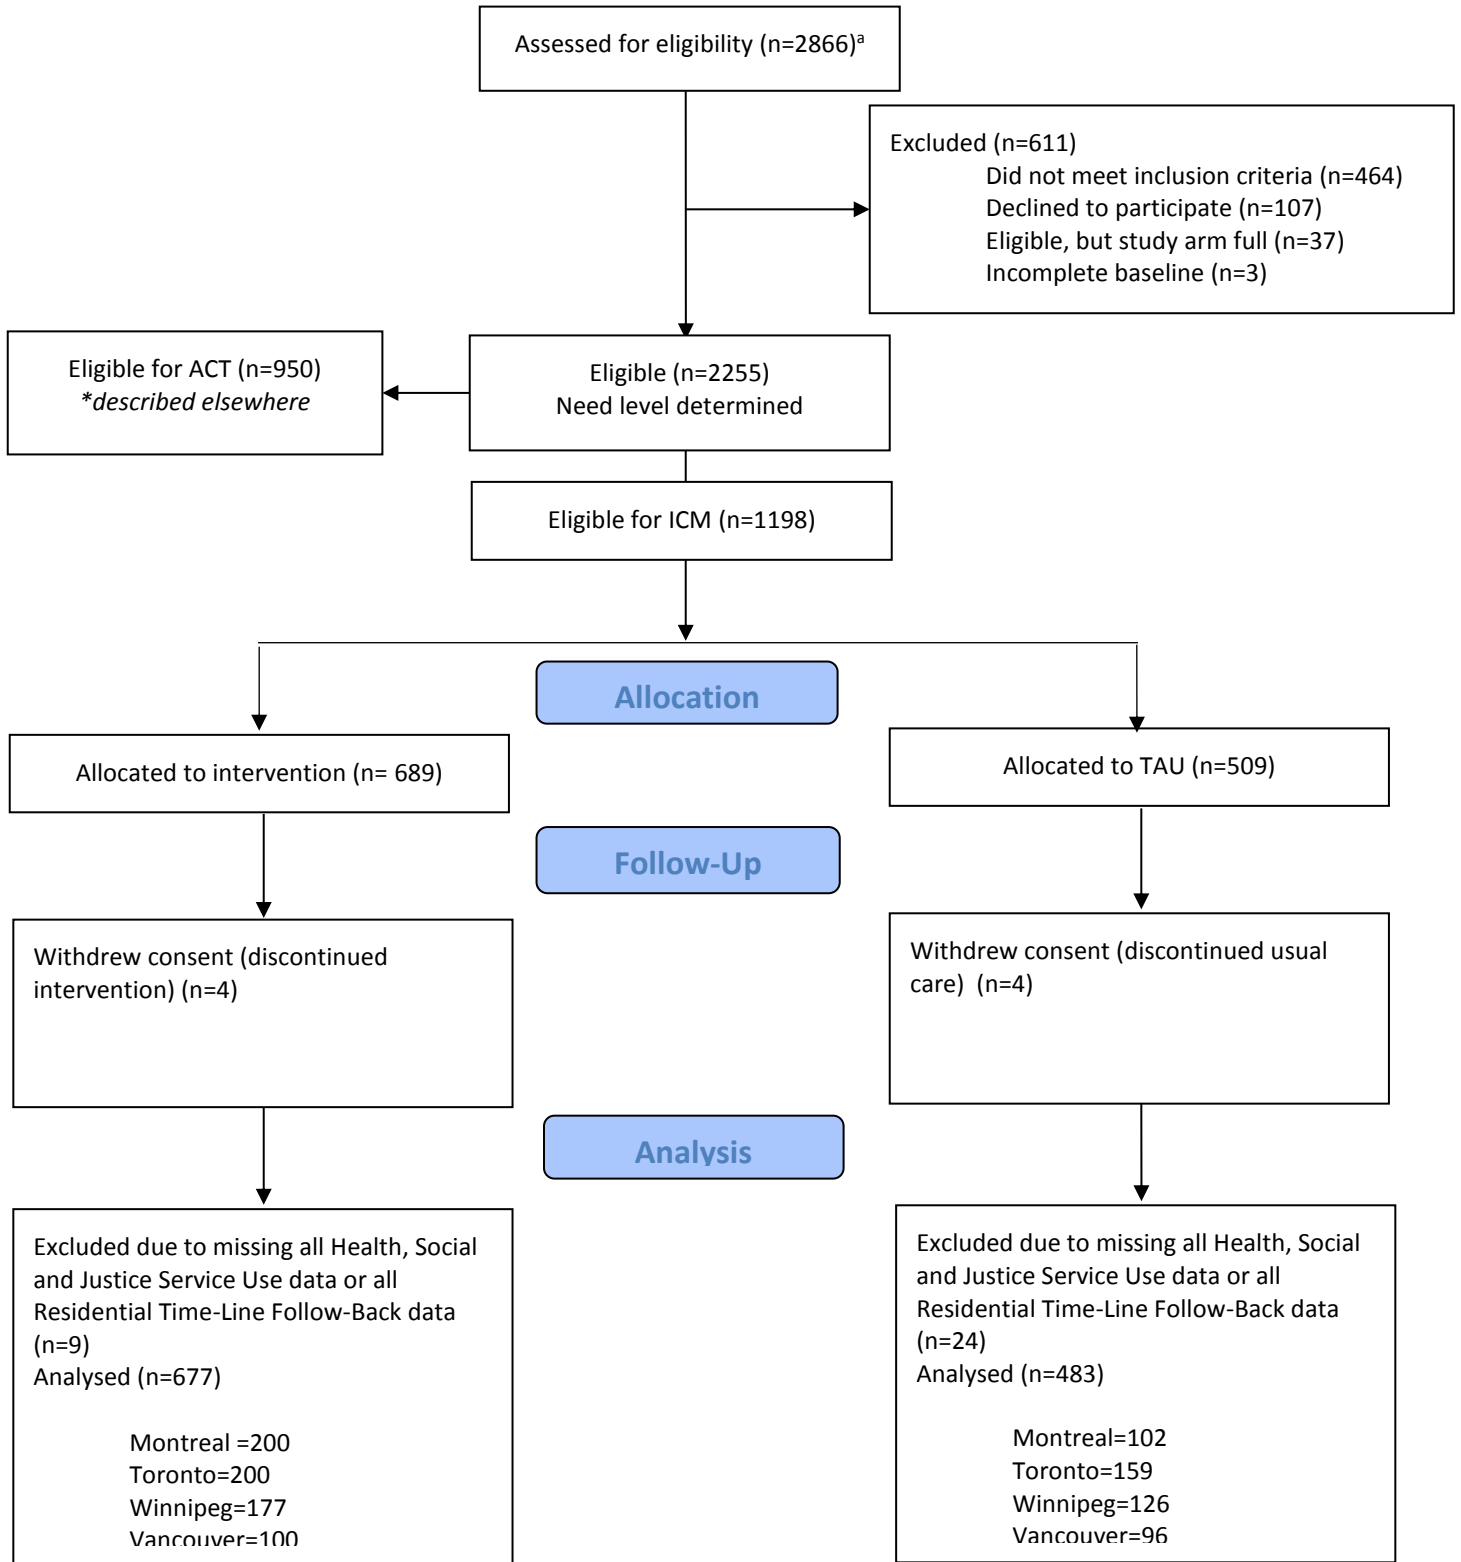 Assessed for eligibility (n=2866)ᵃ
Excluded (n=611)
Did not meet inclusion criteria (n=464)
Declined to participate (n=107)
Eligible, but study arm full (n=37)
Incomplete baseline (n=3)
Eligible for ACT (n=950)
*described elsewhere
Eligible (n=2255)
Need level determined
Eligible for ICM (n=1198)
Allocation
Allocated to intervention (n= 689)
Allocated to TAU (n=509)
Follow-Up
Withdrew consent (discontinued
intervention) (n=4)
Withdrew consent (discontinued usual
care)  (n=4)
Analysis
Excluded due to missing all Health, Social
and Justice Service Use data or all
Residential Time-Line Follow-Back data
(n=9)
Analysed (n=677)
Montreal =200
Toronto=200
Winnipeg=177
Vancouver=100
Excluded due to missing all Health, Social
and Justice Service Use data or all
Residential Time-Line Follow-Back data
(n=24)
Analysed (n=483)
Montreal=102
Toronto=159
Winnipeg=126
Vancouver=96